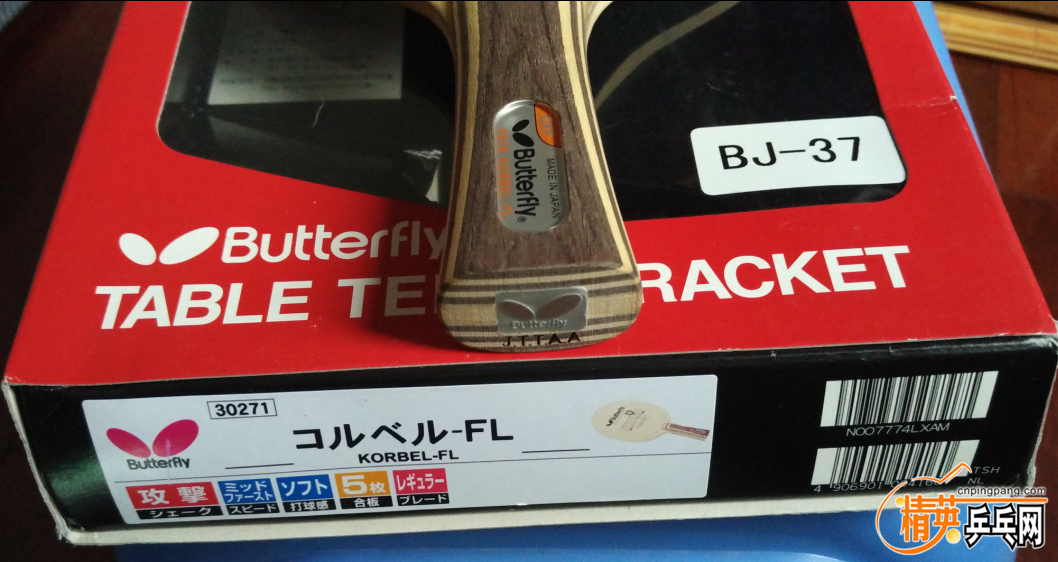 BJ-37
Butterfly
MADE IN JAPAN
Butterfly
TABLE TE RACKET
Butterfly
J.T.T.A.A
30271
コルベル-FL
KORBEL-FL
Butterfly
攻撃
シェーク
ミッド
ファースト
スピード
ソフト
打球感
5枚
合板
レギュラー
ブレード
NOO7774LXAM
TSH
NL
cnpingpang.com
精英乒乓网